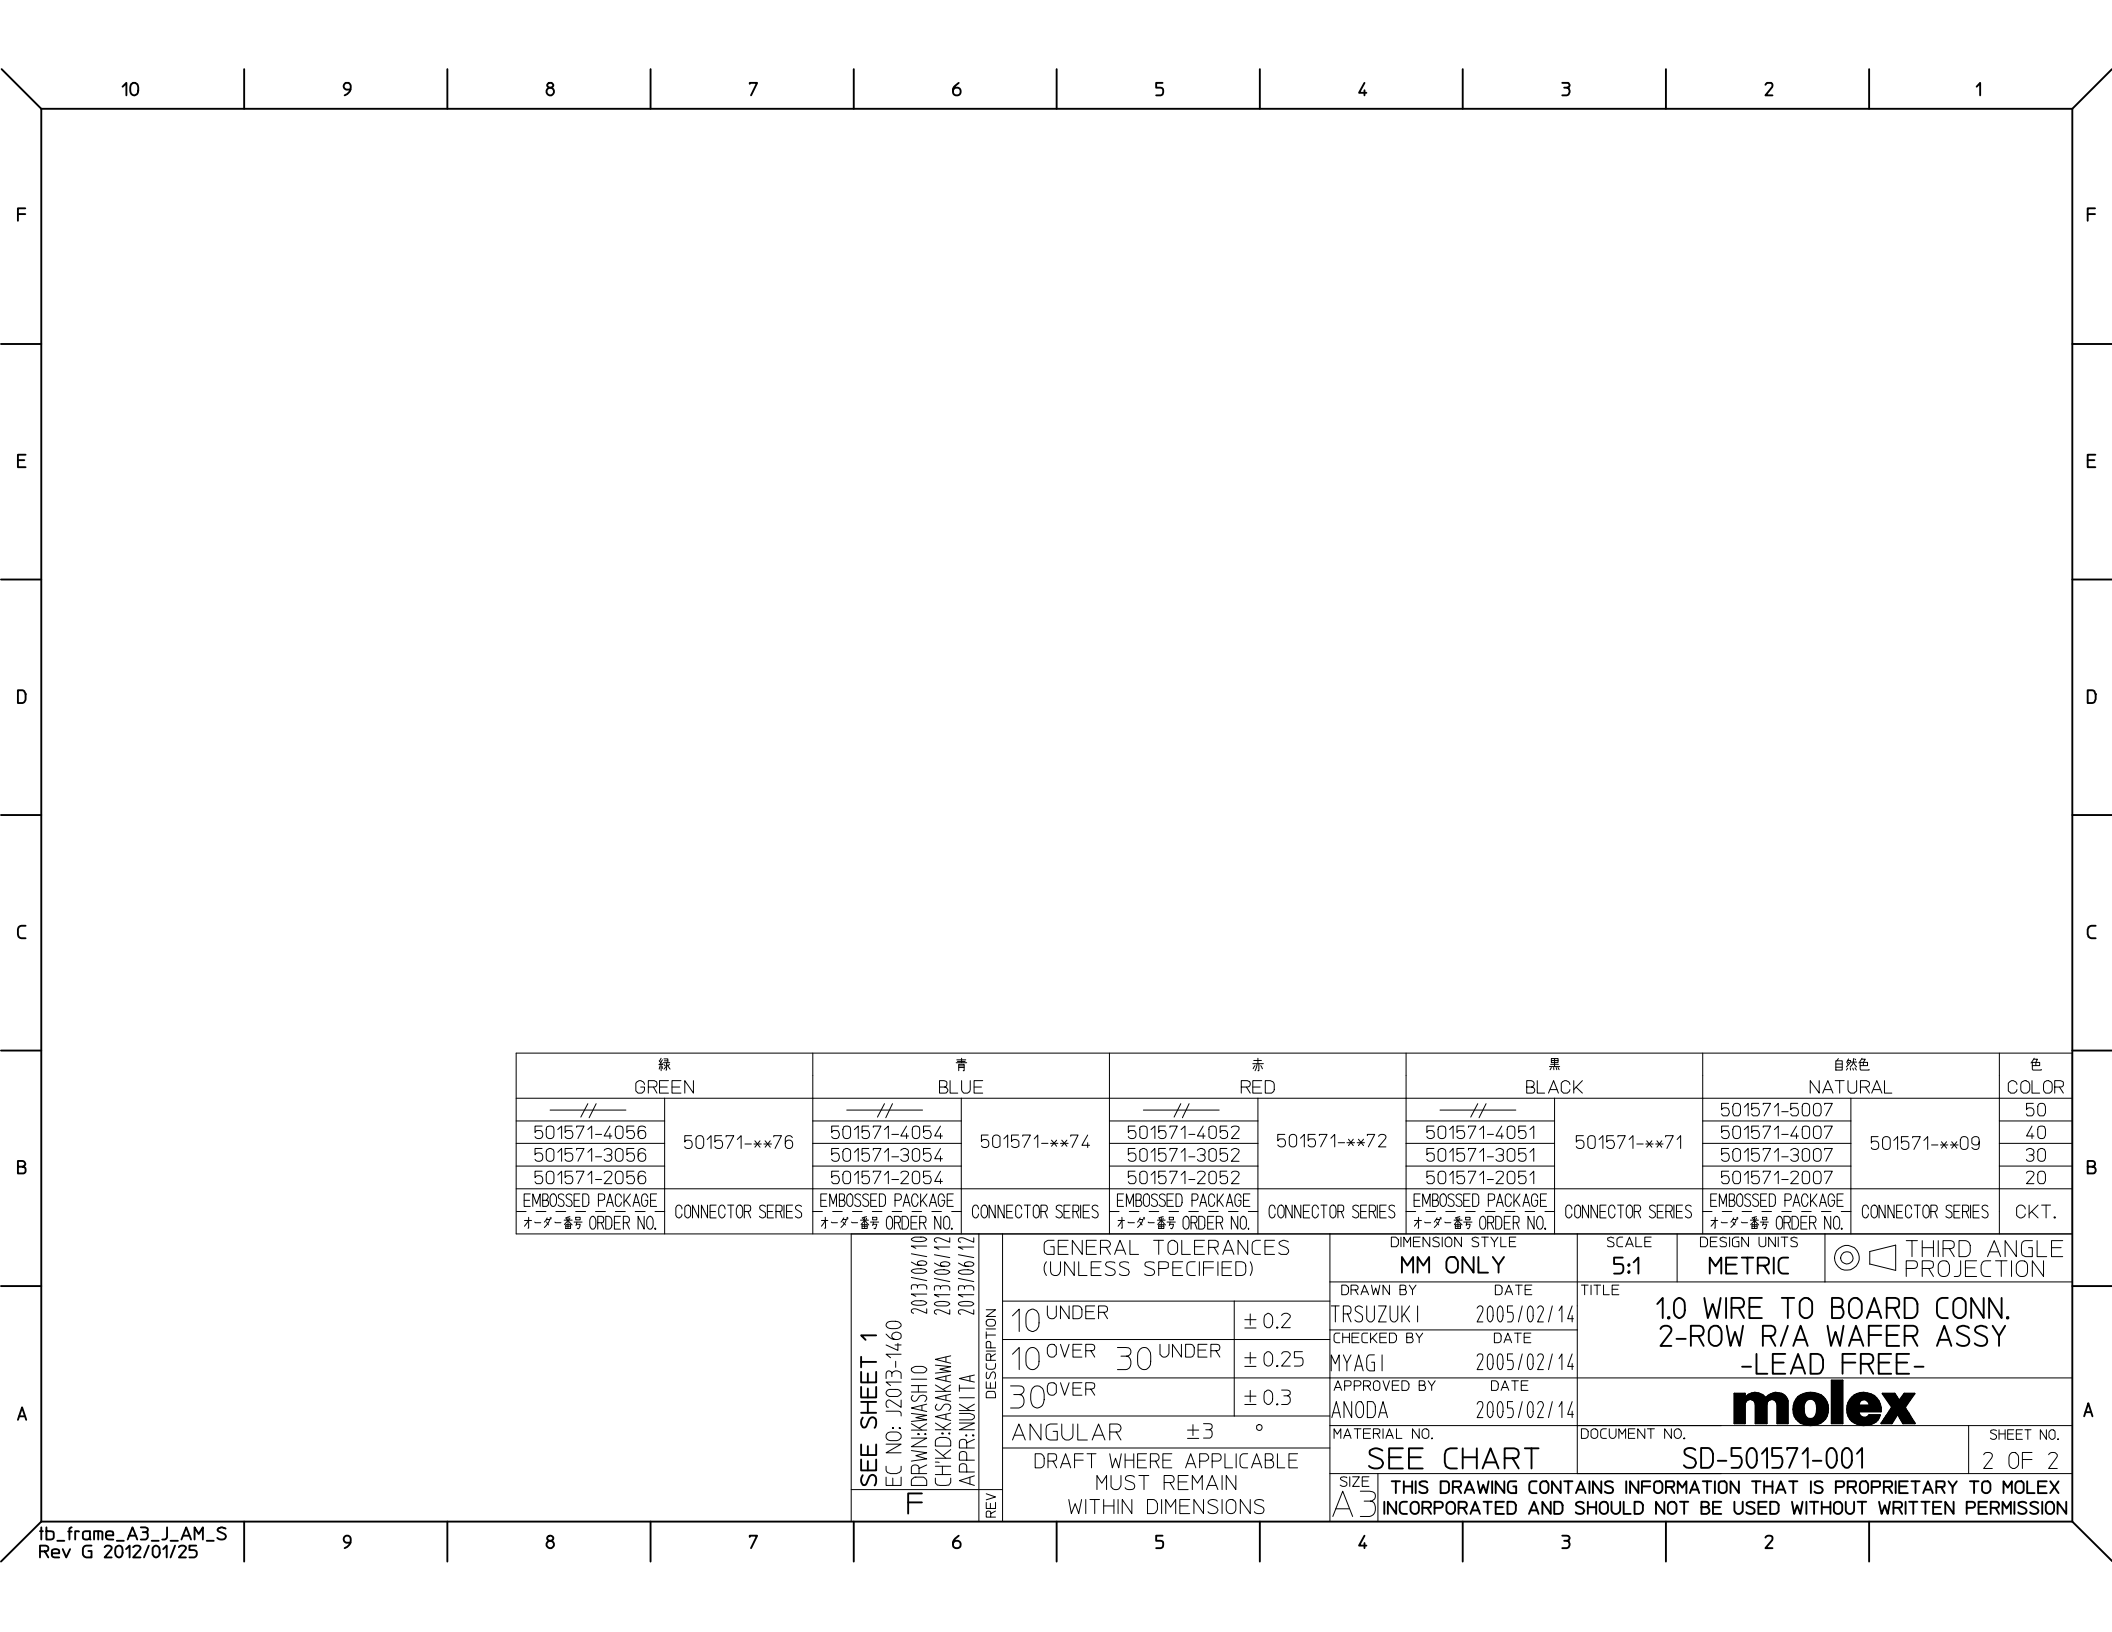 10 9 8 7 6 5 4 3 2 1
F F
E E
D D
C C
B B
A A
緑 青 赤 黒 自然色 色
GREEN BLUE RED BLACK NATURAL COLOR
501571-5007 50
501571-4056 501571-4054 501571-4052 501571-4051 501571-4007 40
501571-**76 501571-**74 501571-**72 501571-**71 501571-**09
501571-3056 501571-3054 501571-3052 501571-3051 501571-3007 30
501571-2056 501571-2054 501571-2052 501571-2051 501571-2007 20
EMBOSSED PACKAGE EMBOSSED PACKAGE EMBOSSED PACKAGE EMBOSSED PACKAGE EMBOSSED PACKAGE
CONNECTOR SERIES CONNECTOR SERIES CONNECTOR SERIES CONNECTOR SERIES CONNECTOR SERIES CKT.
オーダー番号 ORDER NO. オーダー番号 ORDER NO. オーダー番号 ORDER NO. オーダー番号 ORDER NO. オーダー番号 ORDER NO.
SEE SHEET 1
EC NO: J2013-1460
DRWN:KWASHIO 2013/06/10
CH'KD:KASAKAWA 2013/06/12
APPR:NUKITA 2013/06/12
DESCRIPTION
F
REV
GENERAL TOLERANCES
(UNLESS SPECIFIED)
10 UNDER ±0.2
10 OVER 30 UNDER ±0.25
30 OVER ±0.3
ANGULAR ±3 °
DRAFT WHERE APPLICABLE
MUST REMAIN
WITHIN DIMENSIONS
DIMENSION STYLE
MM ONLY
SCALE
5:1
DESIGN UNITS
METRIC
THIRD ANGLE
PROJECTION
DRAWN BY DATE
TRSUZUKI 2005/02/14
CHECKED BY DATE
MYAGI 2005/02/14
APPROVED BY DATE
ANODA 2005/02/14
TITLE
1.0 WIRE TO BOARD CONN.
2-ROW R/A WAFER ASSY
-LEAD FREE-
molex
MATERIAL NO.
SEE CHART
DOCUMENT NO.
SD-501571-001
SHEET NO.
2 OF 2
SIZE
A3
THIS DRAWING CONTAINS INFORMATION THAT IS PROPRIETARY TO MOLEX
INCORPORATED AND SHOULD NOT BE USED WITHOUT WRITTEN PERMISSION
tb_frame_A3_J_AM_S
Rev G 2012/01/25
9 8 7 6 5 4 3 2